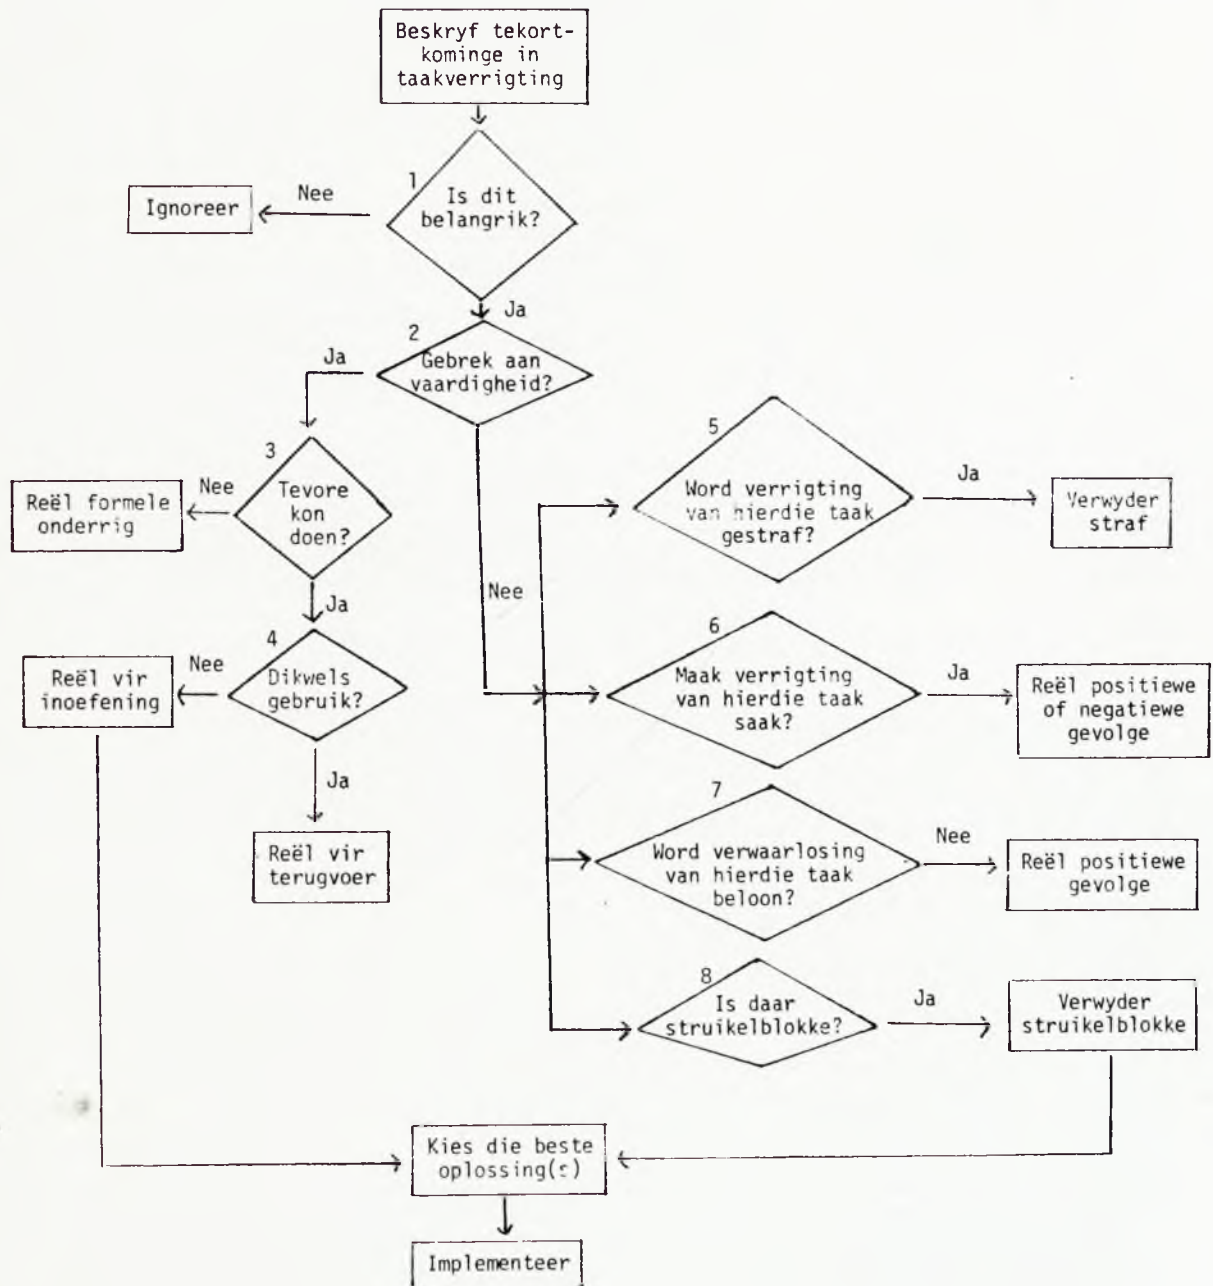 Beskryf tekort-
kominge in
taakverrigting
1
Is dit
belangrik?
Nee
Ignoreer
Ja
2
Gebrek aan
vaardigheid?
Ja
3
Tevore
kon
doen?
Nee
Reël formele
onderrig
Ja
4
Dikwels
gebruik?
Nee
Reël vir
inoefening
Ja
Reël vir
terugvoer
Nee
5
Word verrigting
van hierdie taak
gestraf?
Ja
Verwyder
straf
6
Maak verrigting
van hierdie taak
saak?
Ja
Reël positiewe
of negatiewe
gevolge
7
Word verwaarlosing
van hierdie taak
beloon?
Nee
Reël positiewe
gevolge
8
Is daar
struikelblokke?
Ja
Verwyder
struikelblokke
Kies die beste
oplossing(s)
Implementeer